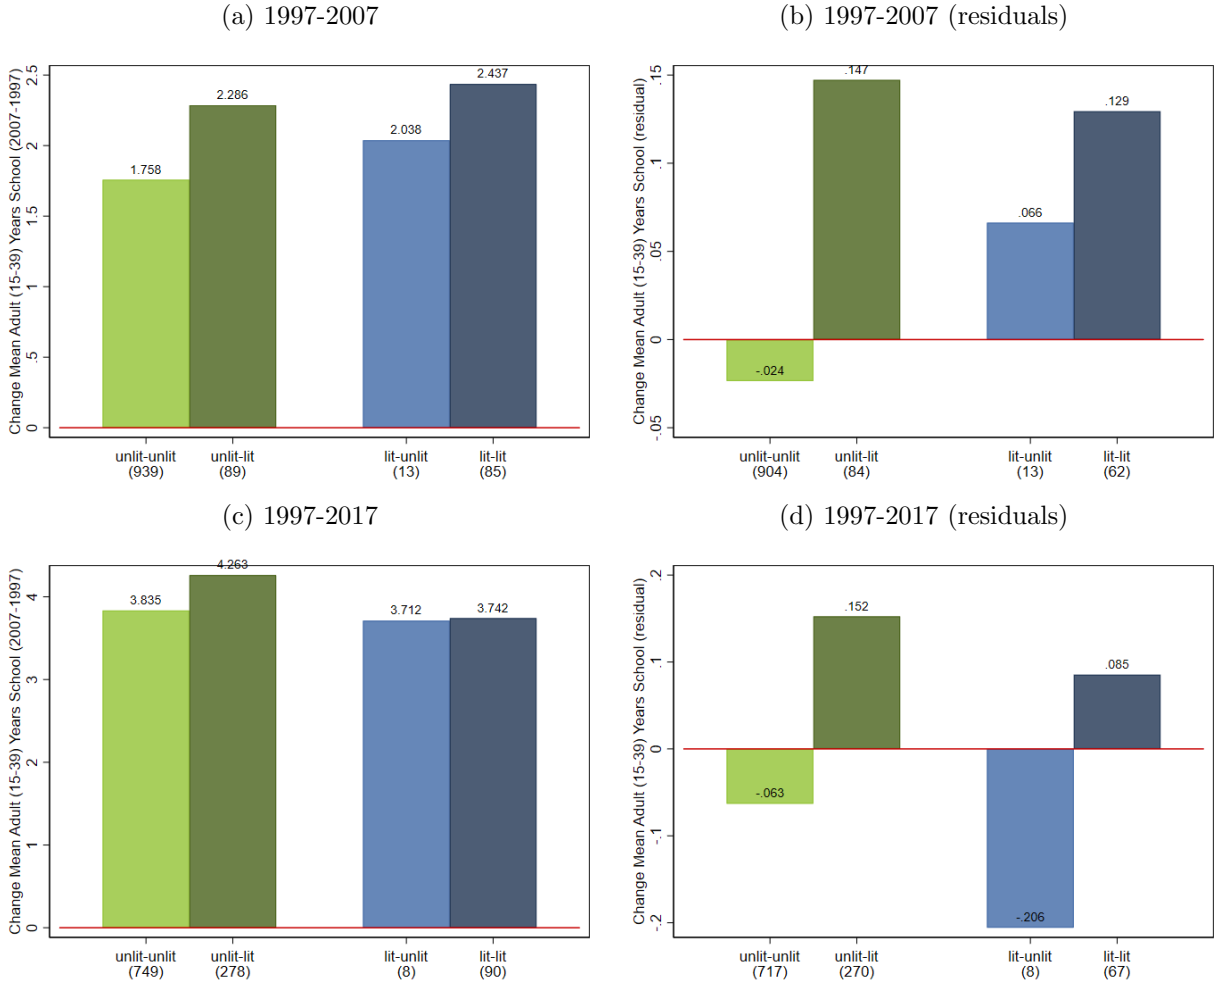 (a) 1997-2007
Change Mean Adult (15-39) Years School (2007-1997)
2.5
2
1.5
1
.5
0
1.758
2.286
2.038
2.437
unlit-unlit
(939)
unlit-lit
(89)
lit-unlit
(13)
lit-lit
(85)
(b) 1997-2007 (residuals)
Change Mean Adult (15-39) Years School (residual)
.15
.1
.05
0
-.05
-.024
.147
.066
.129
unlit-unlit
(904)
unlit-lit
(84)
lit-unlit
(13)
lit-lit
(62)
(c) 1997-2017
Change Mean Adult (15-39) Years School (2007-1997)
4
3
2
1
0
3.835
4.263
3.712
3.742
unlit-unlit
(749)
unlit-lit
(278)
lit-unlit
(8)
lit-lit
(90)
(d) 1997-2017 (residuals)
Change Mean Adult (15-39) Years School (residual)
.2
.1
0
-.1
-.2
-.063
.152
-.206
.085
unlit-unlit
(717)
unlit-lit
(270)
lit-unlit
(8)
lit-lit
(67)